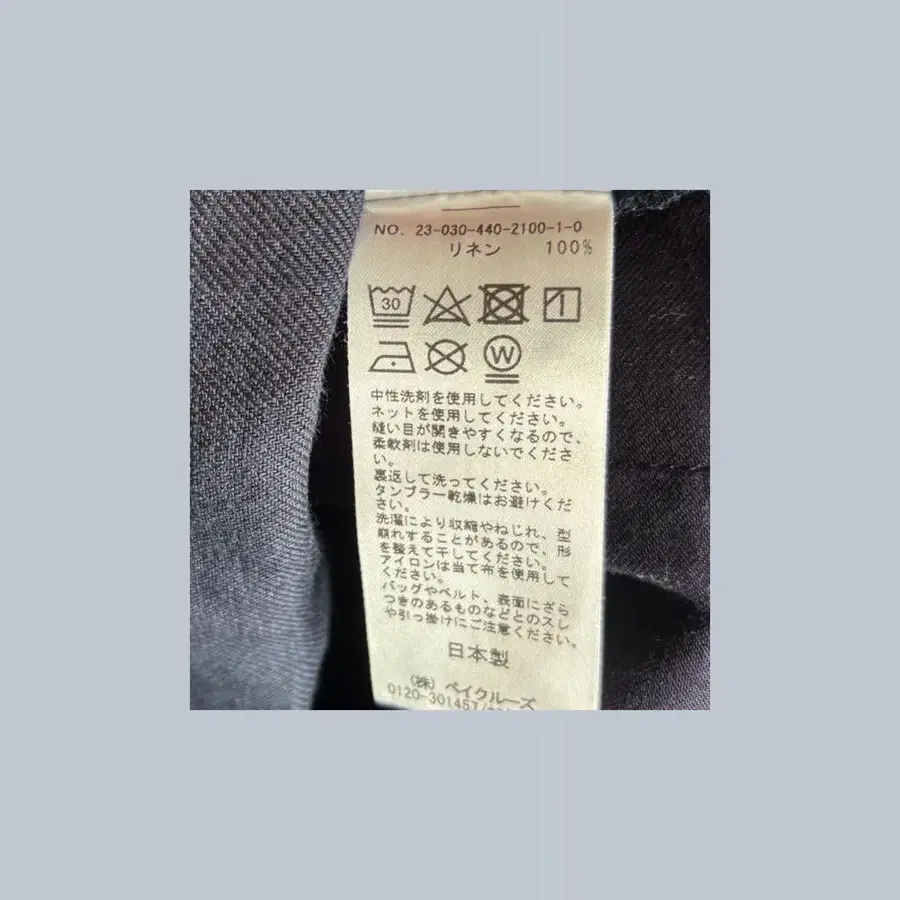 NO. 23-030-440-2100-1-0
リネン 100%
30
W
中性洗剤を使用してください。
ネットを使用してください。
縫い目が開きやすくなるので、
柔軟剤は使用しないでくださ
い。
裏返して洗ってください。
タンブラー乾燥はお避けくだ
さい。
洗濯により収縮やねじれ、型
崩れすることがあるので、形
を整えて干してください。
アイロンは当て布を使用して
ください。
バッグやベルト、表面にざら
つきのあるものなどとのスレ
や引っ掛けにご注意ください。
日本製
(株) ベイクルーズ
0120-301457